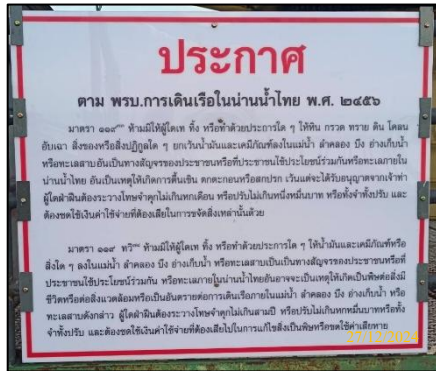 ประกาศ
ตาม พรบ.การเดินเรือในน่านน้ำไทย พ.ศ. ๒๔๕๖
มาตรา ๑๑๙ ห้ามมิให้ผู้ใดเท ทิ้ง หรือทำด้วยประการใด ๆ ให้หิน กรวด ทราย ดิน โคลน
อับเฉา สิ่งของหรือสิ่งปฏิกูลใด ๆ ยกเว้นน้ำมันและเคมีภัณฑ์ลงในแม่น้ำ ลำคลอง บึง อ่างเก็บน้ำ
หรือทะเลสาบอันเป็นทางสัญจรของประชาชนหรือที่ประชาชนใช้ประโยชน์ร่วมกันหรือทะเลภายใน
น่านน้ำไทย อันเป็นเหตุให้เกิดการตื้นเขิน ตกตะกอนหรือสกปรก เว้นแต่จะได้รับอนุญาตจากเจ้าท่า
ผู้ใดฝ่าฝืนต้องระวางโทษจำคุกไม่เกินหกเดือน หรือปรับไม่เกินหนึ่งหมื่นบาท หรือทั้งจำทั้งปรับ และ
ต้องชดใช้เงินค่าใช้จ่ายที่ต้องเสียในการขจัดสิ่งเหล่านั้นด้วย
มาตรา ๑๑๙ ทวิ ห้ามมิให้ผู้ใดเท ทิ้ง หรือทำด้วยประการใด ๆ ให้น้ำมันและเคมีภัณฑ์หรือ
สิ่งใด ๆ ลงในแม่น้ำ ลำคลอง บึง อ่างเก็บน้ำ หรือทะเลสาบเป็นเป็นทางสัญจรของประชาชนหรือที่
ประชาชนใช้ประโยชน์ร่วมกัน หรือทะเลภายในน่านน้ำไทยอันอาจจะเป็นเหตุให้เกิดเป็นพิษต่อสิ่งมี
ชีวิตหรือต่อสิ่งแวดล้อมหรือเป็นอันตรายต่อการเดินเรือภายในแม่น้ำ ลำคลอง บึง อ่างเก็บน้ำ หรือ
ทะเลสาบดังกล่าว ผู้ใดฝ่าฝืนต้องระวางโทษจำคุกไม่เกินสามปี หรือปรับไม่เกินหกหมื่นบาทหรือทั้ง
จำทั้งปรับ และต้องชดใช้เงินค่าใช้จ่ายที่ต้องเสียไปในการแก้ไขสิ่งเป็นพิษหรือชดใช้ค่าเสียหาย
27/12/2024